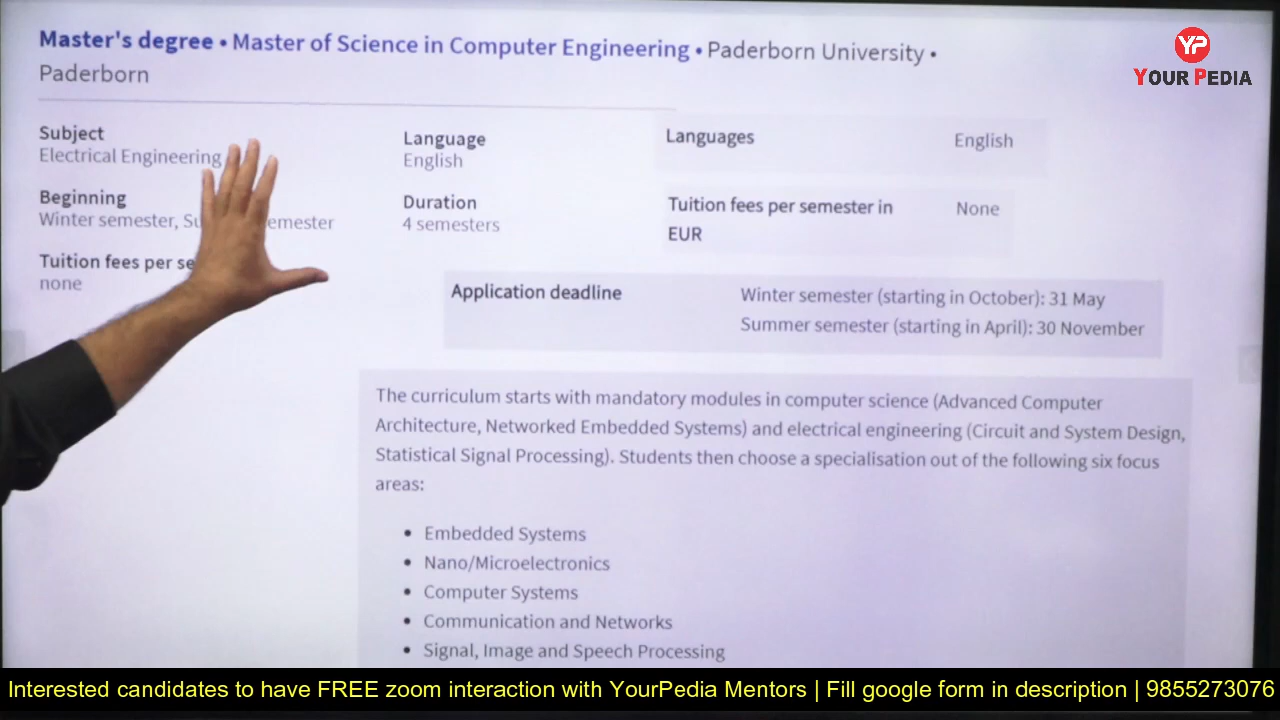 Master's degree • Master of Science in Computer Engineering • Paderborn University •
Paderborn
YP
YOUR PEDIA
Subject
Electrical Engineering
Language
English
Languages
English
Beginning
Winter semester, Su emester
Duration
4 semesters
Tuition fees per semester in
EUR
None
Tuition fees per se
none
Application deadline
Winter semester (starting in October): 31 May
Summer semester (starting in April): 30 November
The curriculum starts with mandatory modules in computer science (Advanced Computer
Architecture, Networked Embedded Systems) and electrical engineering (Circuit and System Design,
Statistical Signal Processing). Students then choose a specialisation out of the following six focus
areas:
• Embedded Systems
• Nano/Microelectronics
• Computer Systems
• Communication and Networks
• Signal, Image and Speech Processing
Interested candidates to have FREE zoom interaction with YourPedia Mentors | Fill google form in description | 9855273076